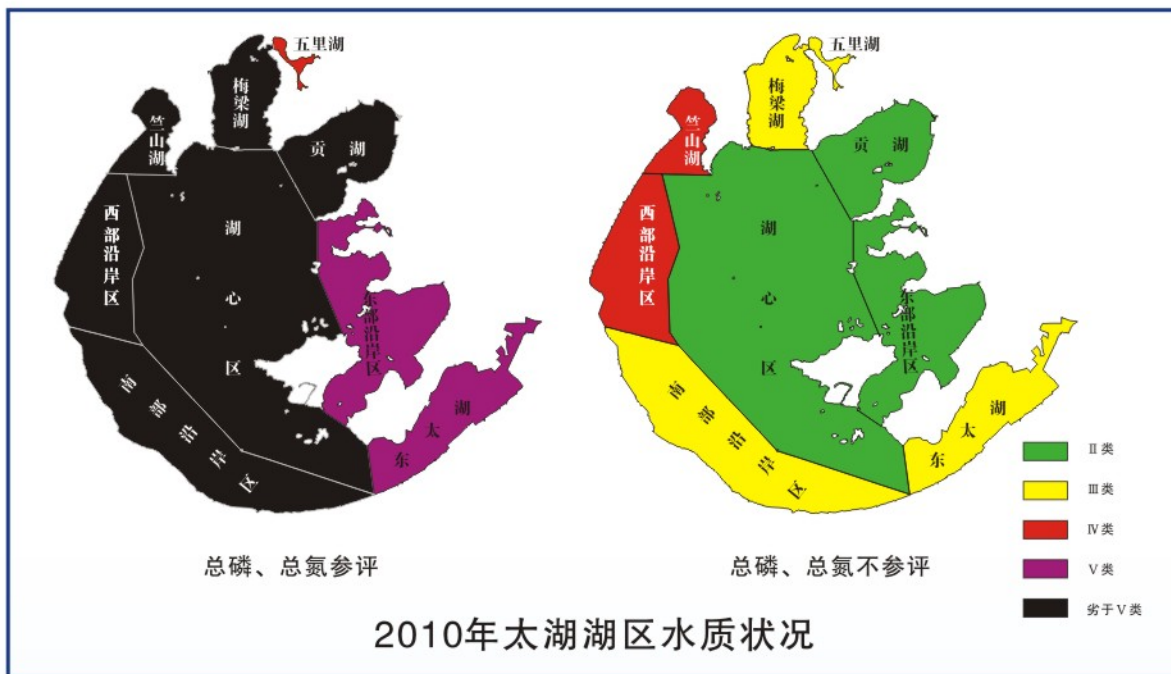 五里湖
梅梁湖
竺山湖
贡湖
西部沿岸区
湖心区
东部沿岸区
南部沿岸区
东太湖
总磷、总氮参评
五里湖
梅梁湖
竺山湖
贡湖
西部沿岸区
湖心区
东部沿岸区
南部沿岸区
东太湖
总磷、总氮不参评
II类
III类
IV类
V类
劣于V类
2010年太湖湖区水质状况